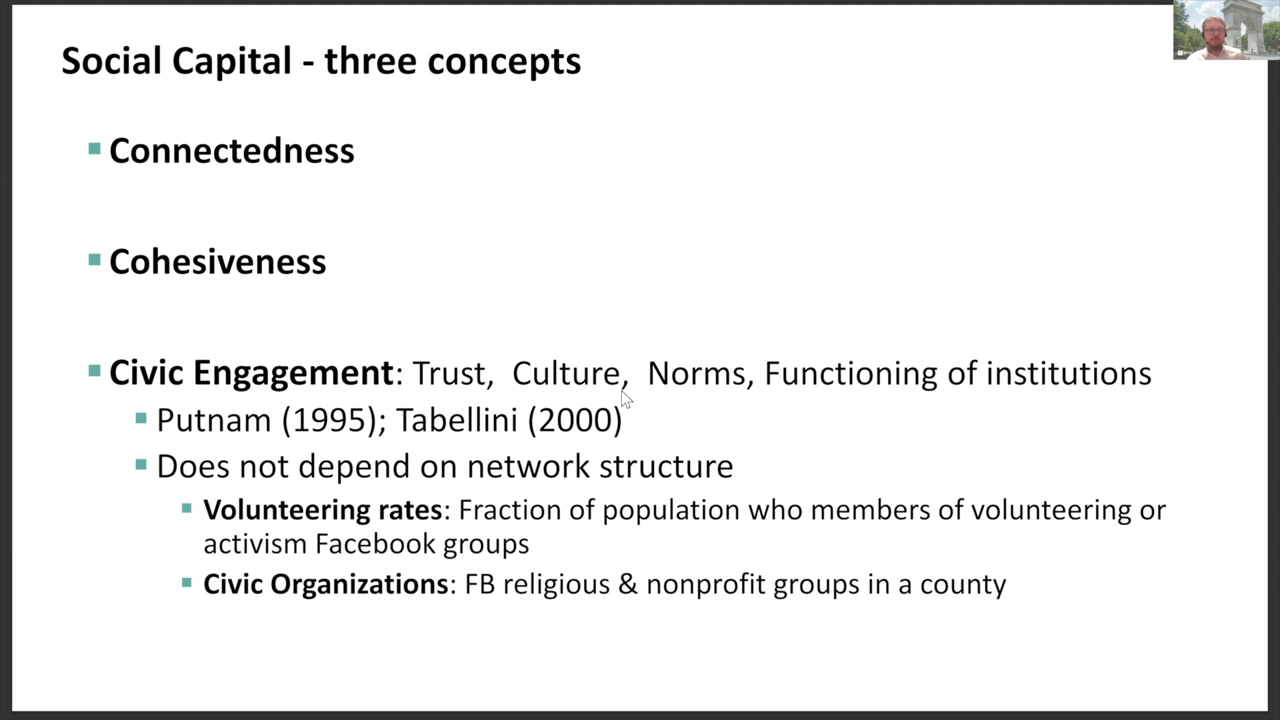 Social Capital - three concepts
Connectedness
Cohesiveness
Civic Engagement: Trust, Culture, Norms, Functioning of institutions
Putnam (1995); Tabellini (2000)
Does not depend on network structure
Volunteering rates: Fraction of population who members of volunteering or
activism Facebook groups
Civic Organizations: FB religious & nonprofit groups in a county